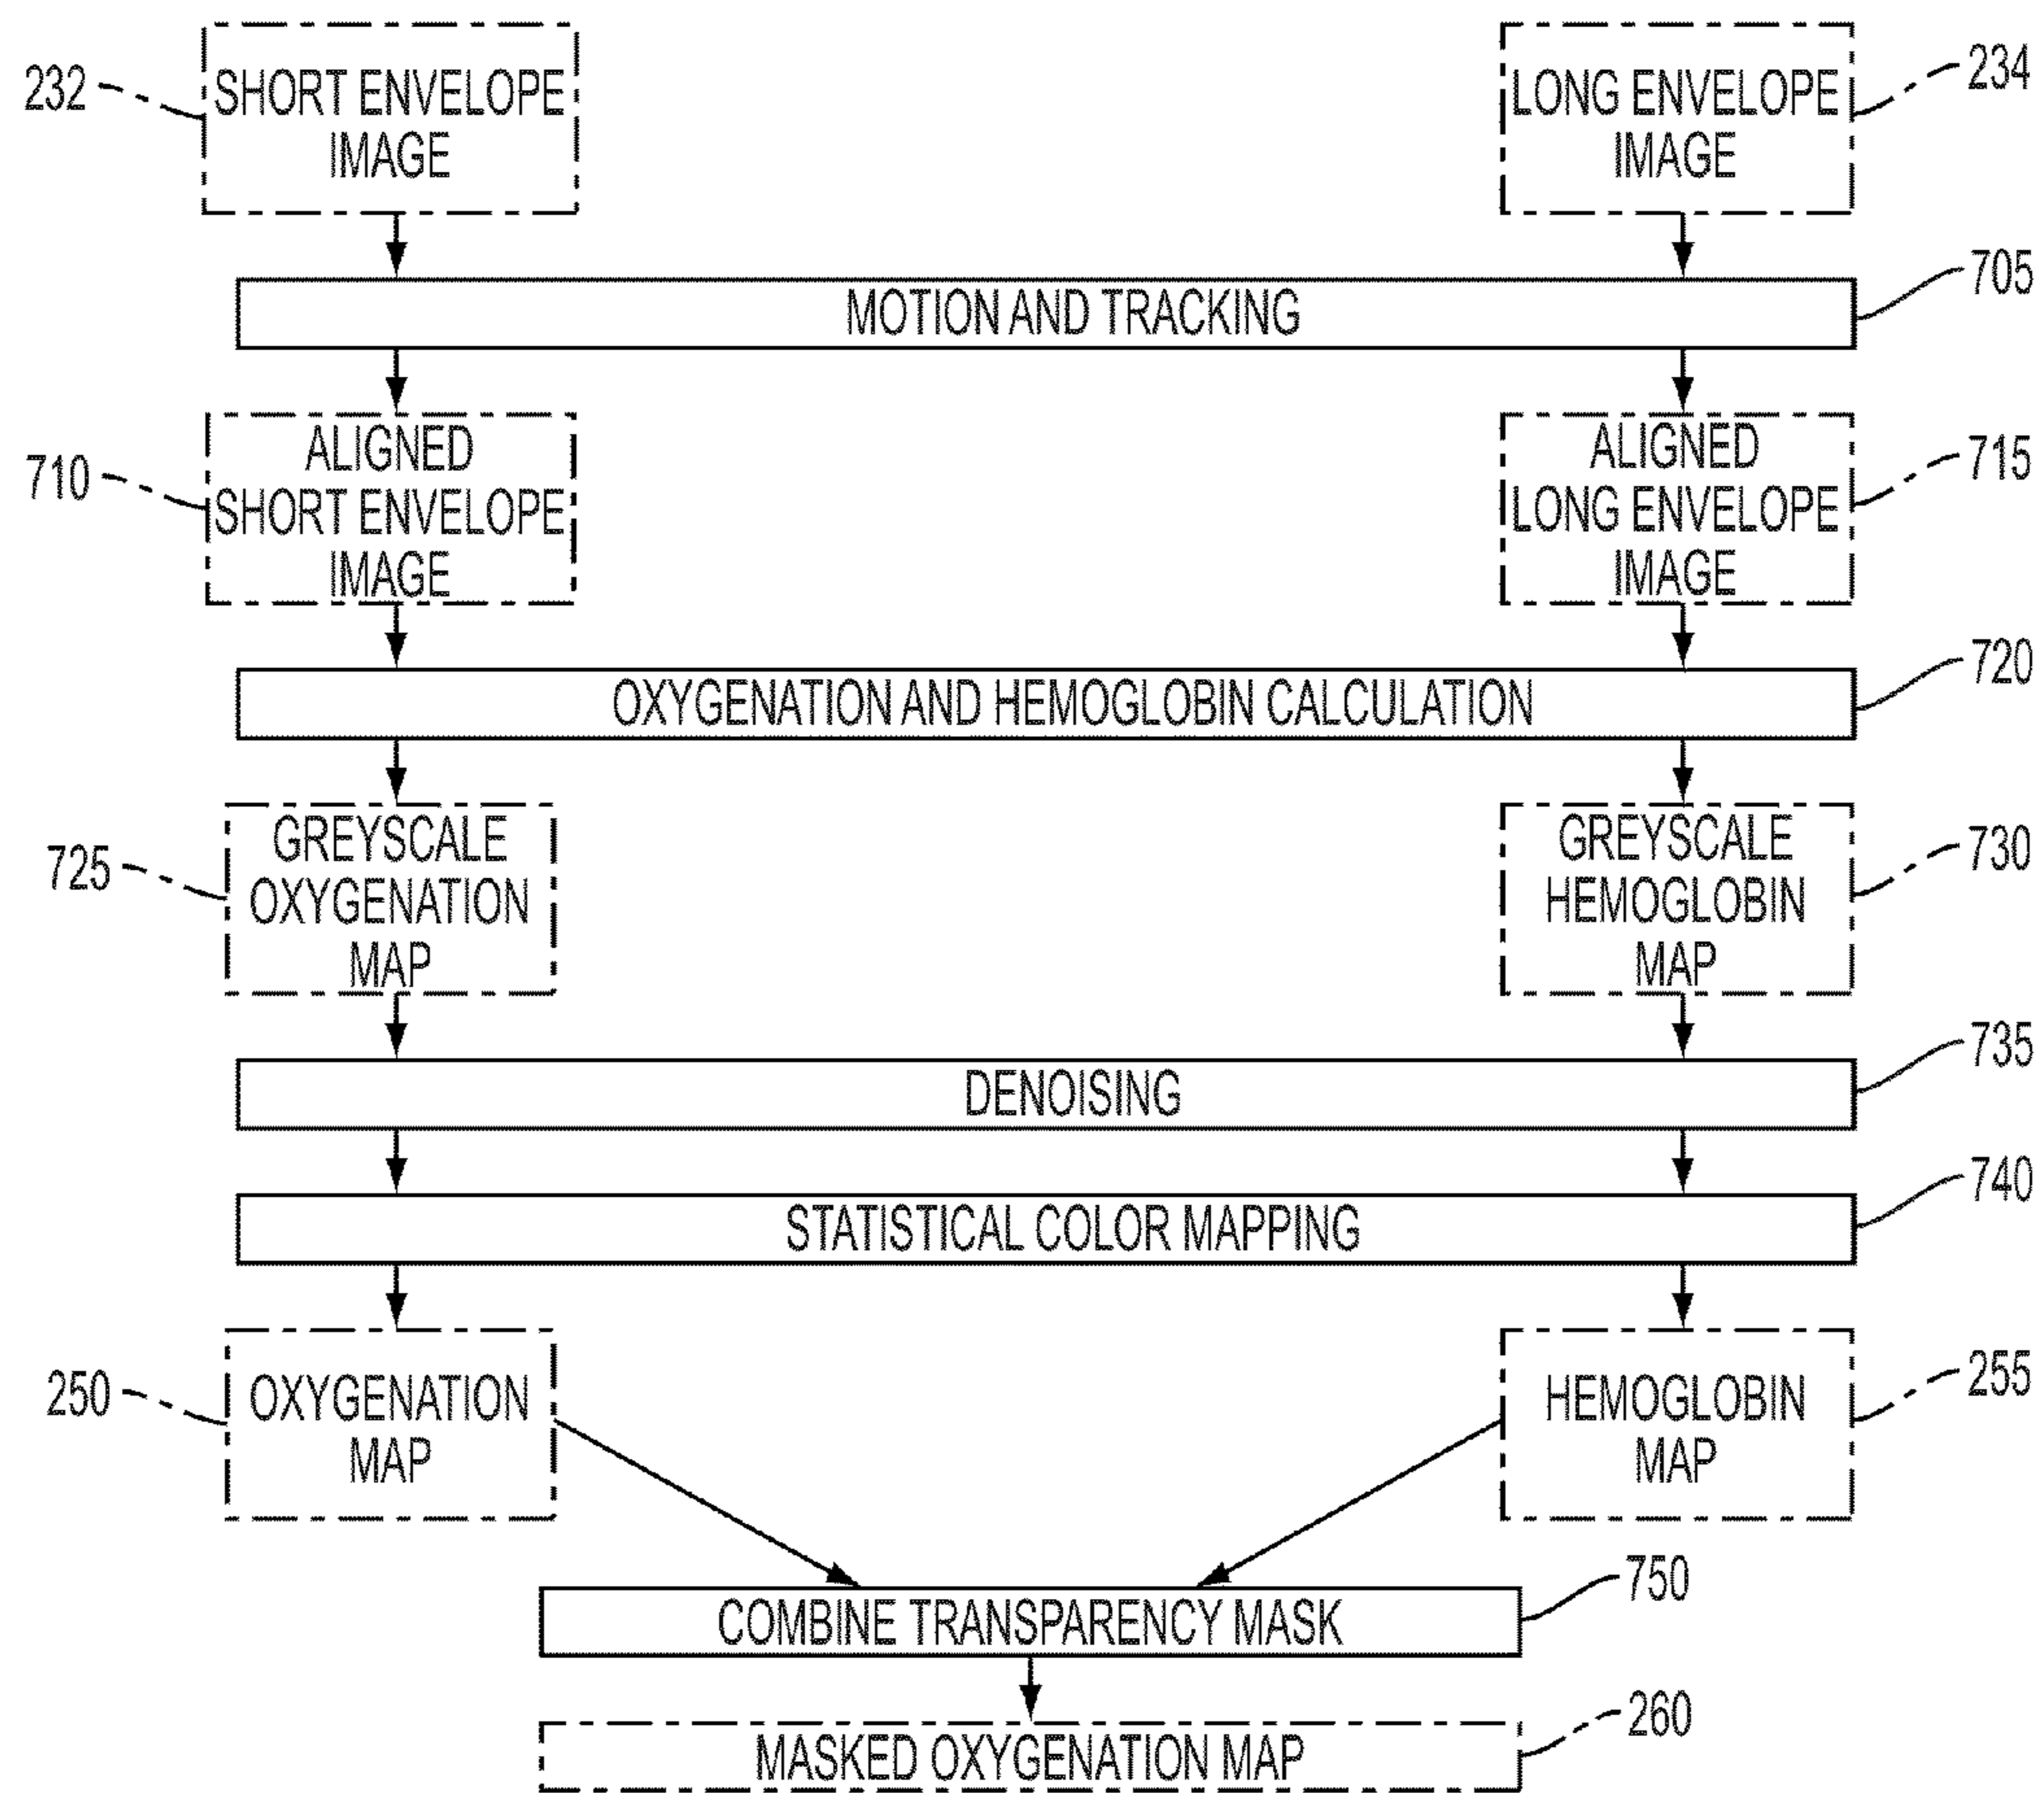 232
SHORT ENVELOPE
IMAGE
LONG ENVELOPE
IMAGE
234
MOTION AND TRACKING
705
710
ALIGNED
SHORT ENVELOPE
IMAGE
ALIGNED
LONG ENVELOPE
IMAGE
715
OXYGENATION AND HEMOGLOBIN CALCULATION
720
725
GREYSCALE
OXYGENATION
MAP
GREYSCALE
HEMOGLOBIN
MAP
730
DENOISING
735
STATISTICAL COLOR MAPPING
740
250
OXYGENATION
MAP
HEMOGLOBIN
MAP
255
COMBINE TRANSPARENCY MASK
750
MASKED OXYGENATION MAP
260